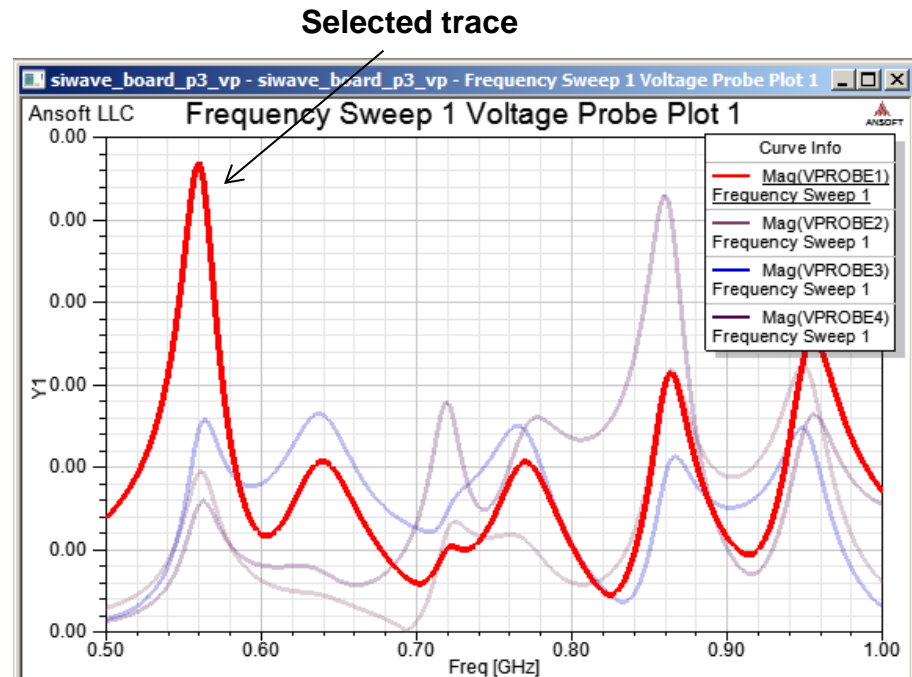 Selected trace
siwave_board_p3_vp - siwave_board_p3_vp - Frequency Sweep 1 Voltage Probe Plot 1
Ansoft LLC
Frequency Sweep 1 Voltage Probe Plot 1
ANSOFT
Curve Info
Mag(VPROBE1)
Frequency Sweep 1
Mag(VPROBE2)
Frequency Sweep 1
Mag(VPROBE3)
Frequency Sweep 1
Mag(VPROBE4)
Frequency Sweep 1
0.00
0.00
0.00
0.00
0.00
0.00
0.00
Y1
0.50 0.60 0.70 0.80 0.90 1.00
Freq [GHz]